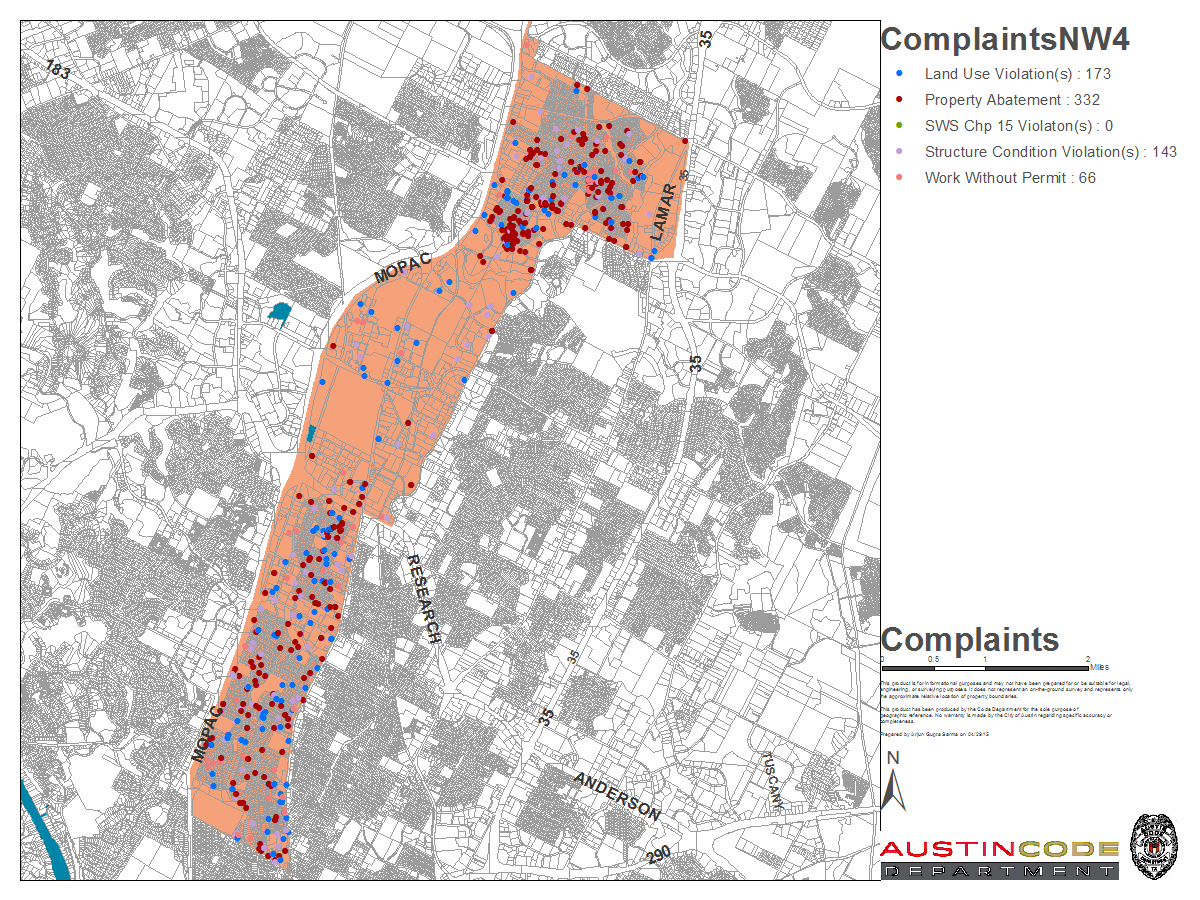 183
35
ComplaintsNW4
Land Use Violation(s) : 173
Property Abatement : 332
SWS Chp 15 Violaton(s) : 0
Structure Condition Violation(s) : 143
Work Without Permit : 66
35
LAMAR
MOPAC
35
RESEARCH
35
35
MOPAC
ANDERSON
TUSCANY
290
Complaints
0 0.5 1 2
Miles
This product is for informational purposes and may not have been prepared for or be suitable for legal,
engineering, or surveying purposes. It does not represent an on-the-ground survey and represents only
the approximate relative location of property boundaries.
This product has been produced by the Code Department for the sole purpose of
geographic reference. No warranty is made by the City of Austin regarding specific accuracy or
completeness.
Prepared by Arjun Gupta Sarma on 04/28/15
N
AUSTINCODE
DEPARTMENT